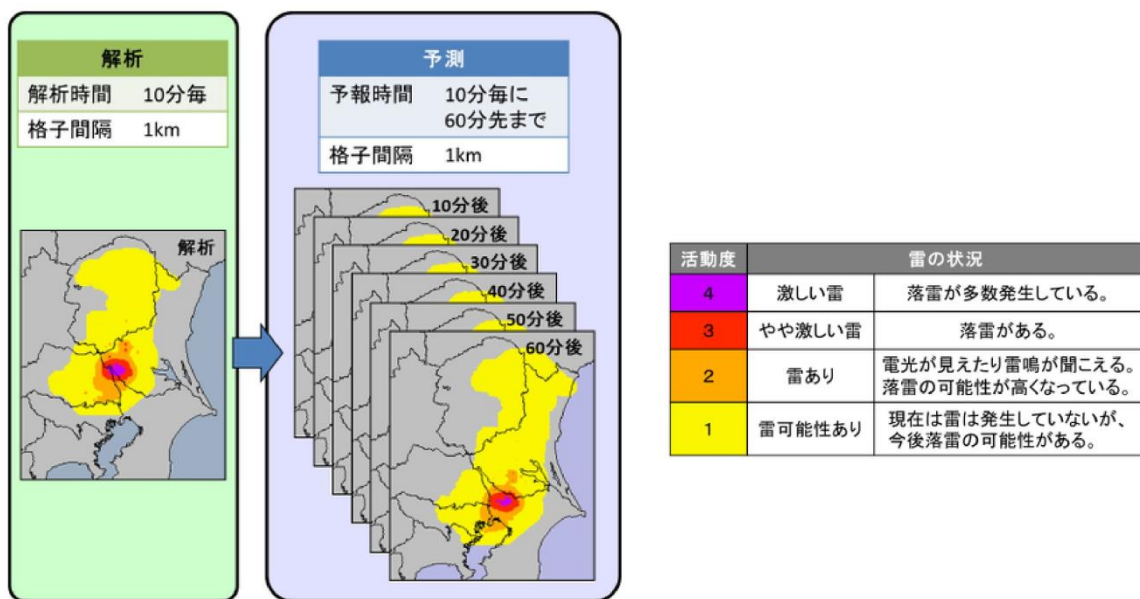 解析
解析時間 10分毎
格子間隔 1km
解析
予測
予報時間 10分毎に
60分先まで
格子間隔 1km
10分後
20分後
30分後
40分後
50分後
60分後
活動度 雷の状況
4 激しい雷 落雷が多数発生している。
3 やや激しい雷 落雷がある。
2 雷あり 電光が見えたり雷鳴が聞こえる。
落雷の可能性が高くなっている。
1 雷可能性あり 現在は雷は発生していないが、
今後落雷の可能性がある。